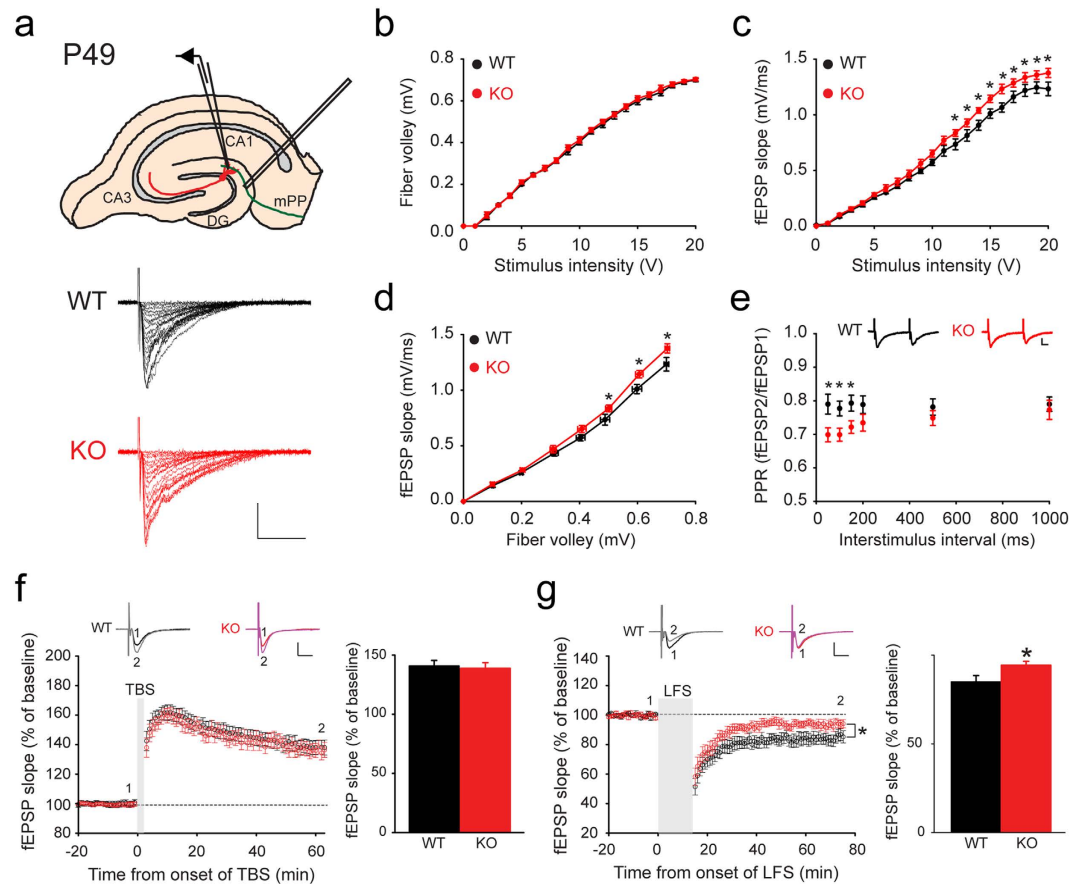 a
P49
CA1
CA3
DG
mPP
WT
KO
b
WT
KO
Fiber volley (mV)
0.8
0.6
0.4
0.2
0.0
0 5 10 15 20
Stimulus intensity (V)
c
WT
KO
* * * * * * * * *
fEPSP slope (mV/ms)
1.5
1.0
0.5
0.0
0 5 10 15 20
Stimulus intensity (V)
d
WT
KO
* * *
fEPSP slope (mV/ms)
1.5
1.0
0.5
0.0
0.0 0.2 0.4 0.6 0.8
Fiber volley (mV)
e
WT KO
* * *
PPR (fEPSP2/fEPSP1)
1.0
0.9
0.8
0.7
0.6
0.5
0 200 400 600 800 1000
Interstimulus interval (ms)
f
WT 1 2
KO 1 2
TBS
1 2
fEPSP slope (% of baseline)
200
180
160
140
120
100
80
-20 0 20 40 60
Time from onset of TBS (min)
fEPSP slope (% of baseline)
150
100
50
0
WT KO
g
WT 2 1
KO 2 1
LFS
1 2
*
fEPSP slope (% of baseline)
140
120
100
80
60
40
20
-20 0 20 40 60 80
Time from onset of LFS (min)
*
fEPSP slope (% of baseline)
50
0
WT KO